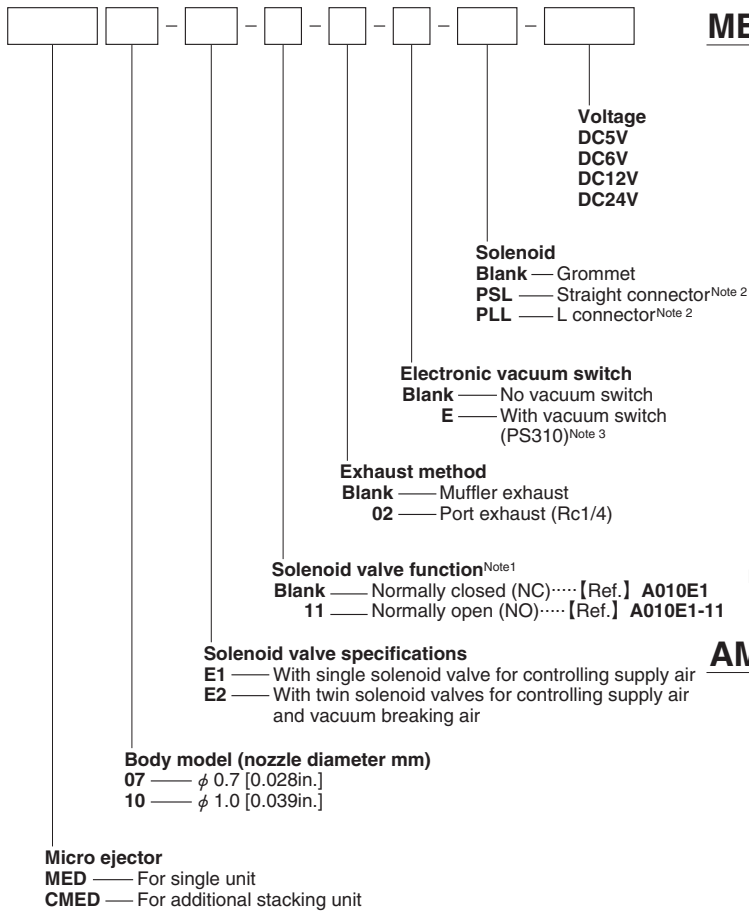 ME
Voltage
DC5V
DC6V
DC12V
DC24V
Solenoid
Blank — Grommet
PSL — Straight connector Note 2
PLL — L connector Note 2
Electronic vacuum switch
Blank — No vacuum switch
E — With vacuum switch
(PS310) Note 3
Exhaust method
Blank — Muffler exhaust
02 — Port exhaust (Rc1/4)
Solenoid valve function Note1
Blank — Normally closed (NC)·····【Ref.】 A010E1
11 — Normally open (NO)·····【Ref.】 A010E1-11
AM
Solenoid valve specifications
E1 — With single solenoid valve for controlling supply air
E2 — With twin solenoid valves for controlling supply air
and vacuum breaking air
Body model (nozzle diameter mm)
07 — φ 0.7 [0.028in.]
10 — φ 1.0 [0.039in.]
Micro ejector
MED — For single unit
CMED — For additional stacking unit